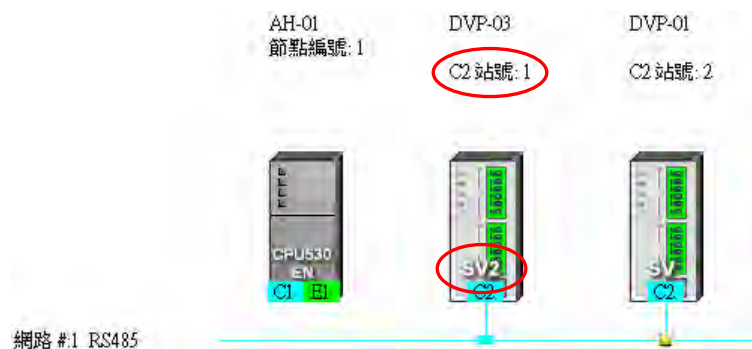 AH-01
節點編號: 1
DVP-03
C2 站號: 1
DVP-01
C2 站號: 2
CPU530
EN
C1 E1
SV2
C2
SV
C2
網路 #:1 RS485